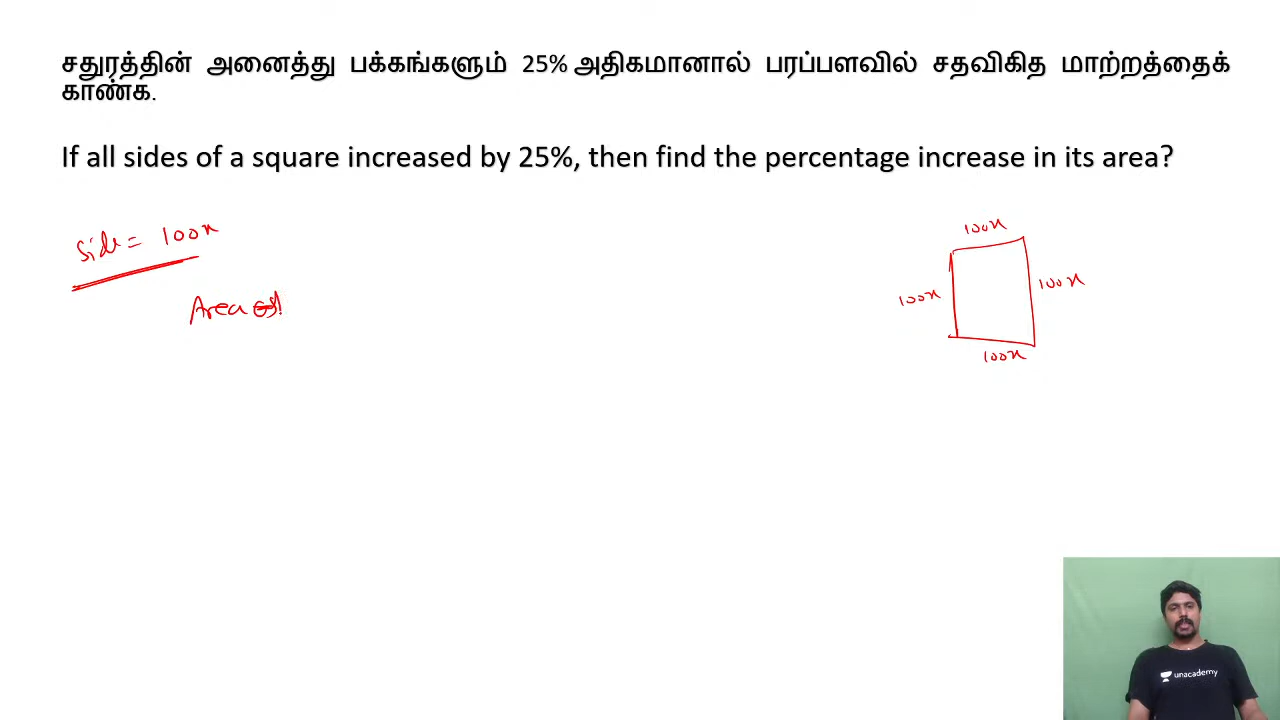 சதுரத்தின் அனைத்து பக்கங்களும் 25% அதிகமானால் பரப்பளவில் சதவிகித மாற்றத்தைக்
காண்க.
If all sides of a square increased by 25%, then find the percentage increase in its area?
Side = 100x
100x
Area
100x
100x
100x
unacademy